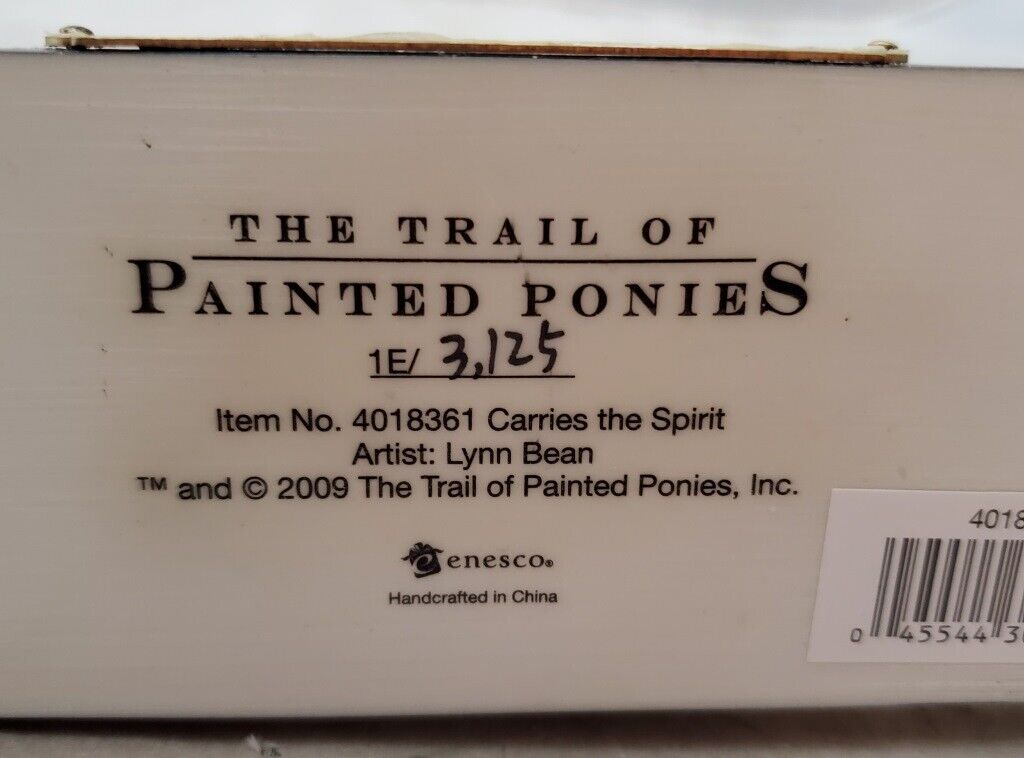 THE TRAIL OF
PAINTED PONIES
1E/ 3,125
Item No. 4018361 Carries the Spirit
Artist: Lynn Bean
™ and © 2009 The Trail of Painted Ponies, Inc.
enesco®
Handcrafted in China
4018
0 45544 3